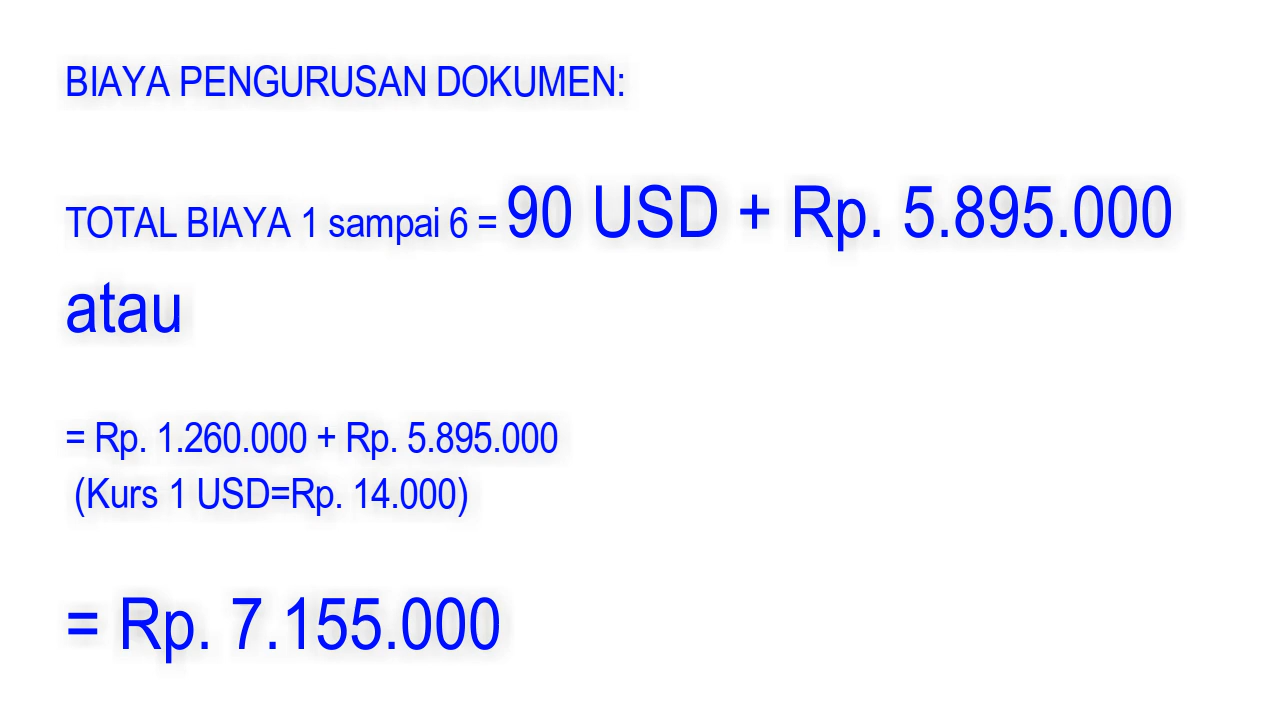 BIAYA PENGURUSAN DOKUMEN:
TOTAL BIAYA 1 sampai 6 = 90 USD + Rp. 5.895.000
atau
= Rp. 1.260.000 + Rp. 5.895.000
(Kurs 1 USD=Rp. 14.000)
= Rp. 7.155.000